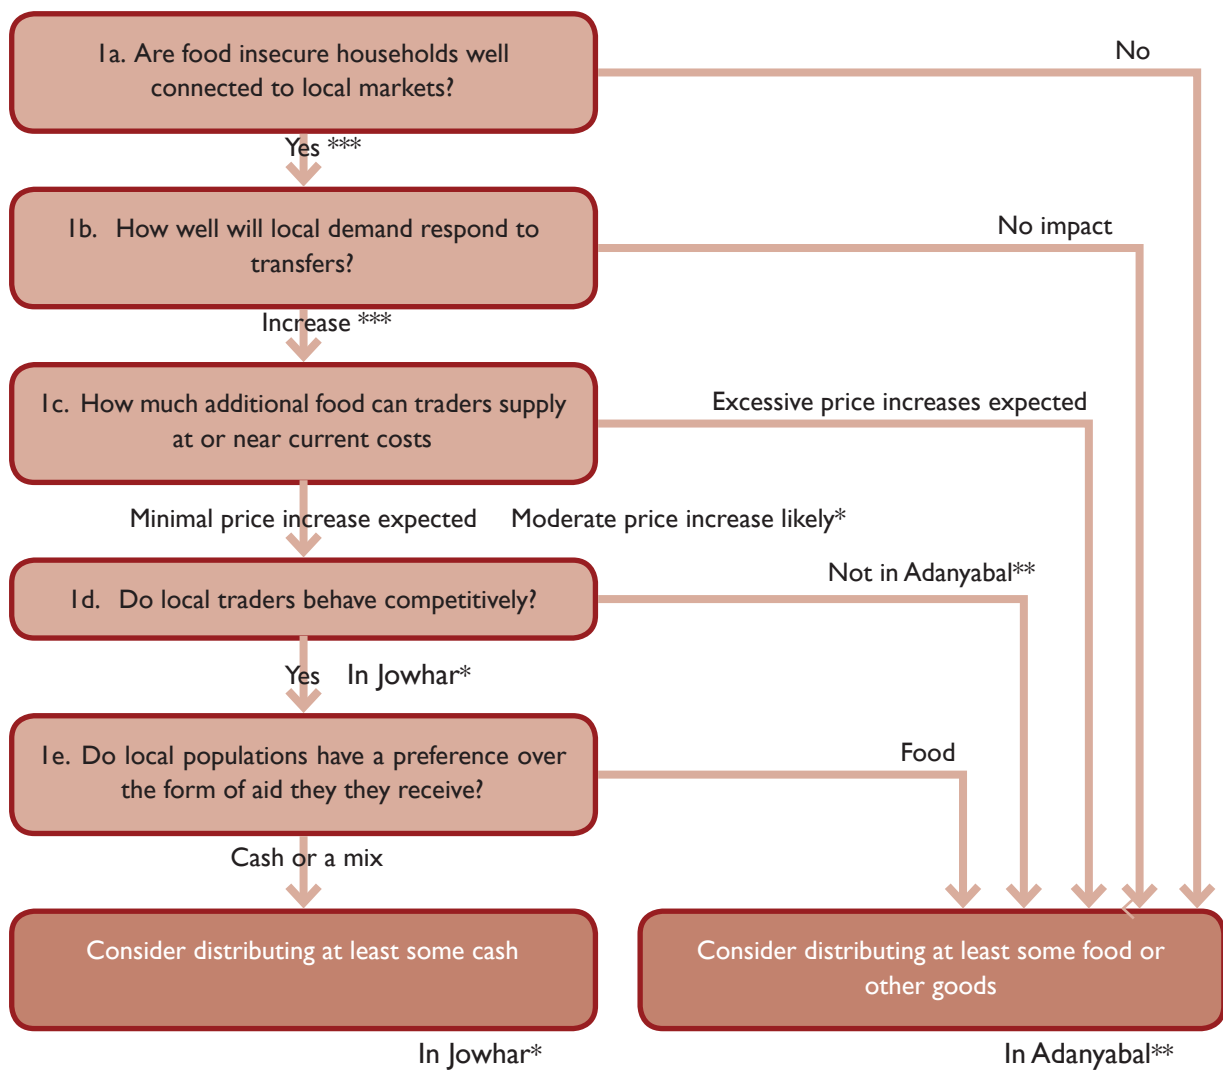 1a. Are food insecure households well
connected to local markets?
No
Yes ***
1b. How well will local demand respond to
transfers?
No impact
Increase ***
1c. How much additional food can traders supply
at or near current costs
Excessive price increases expected
Minimal price increase expected
Moderate price increase likely*
1d. Do local traders behave competitively?
Not in Adanyabal**
Yes
In Jowhar*
1e. Do local populations have a preference over
the form of aid they they receive?
Food
Cash or a mix
Consider distributing at least some cash
Consider distributing at least some food or
other goods
In Jowhar*
In Adanyabal**